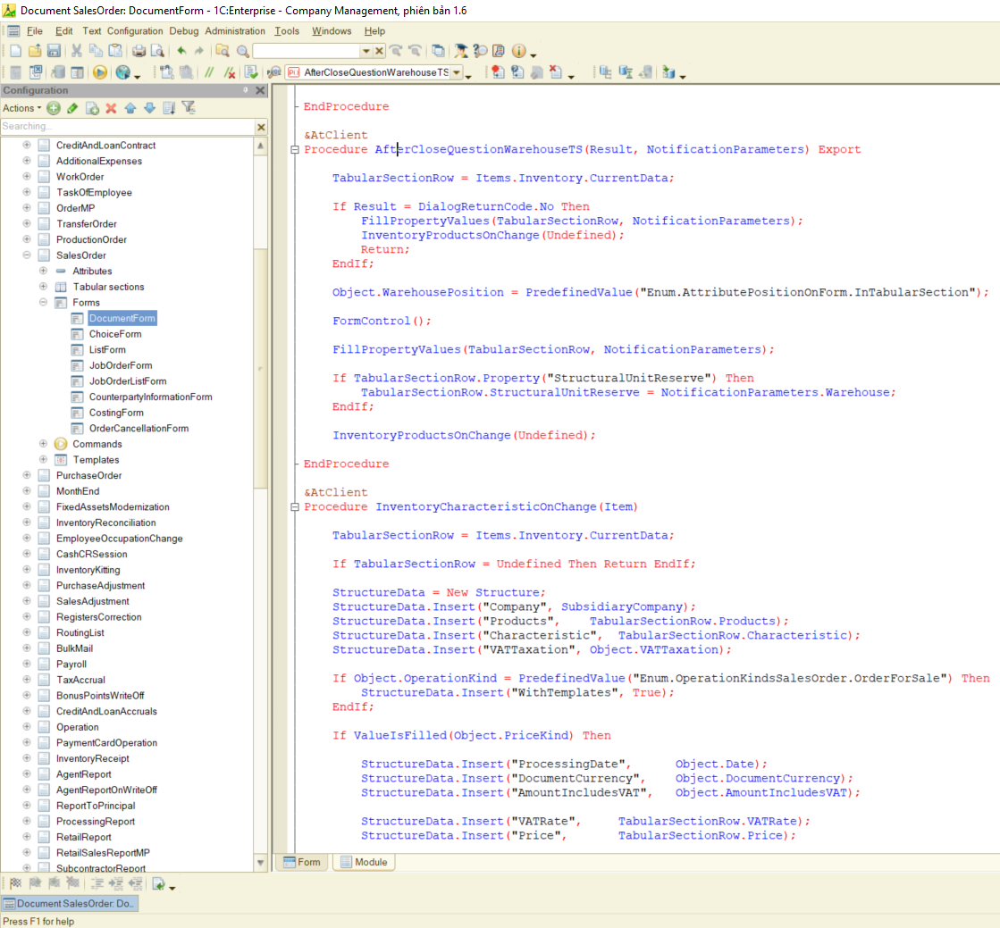 Document SalesOrder: DocumentForm - 1C:Enterprise - Company Management, phiên bản 1.6
File Edit Text Configuration Debug Administration Tools Windows Help
AfterCloseQuestionWarehouseTS
Configuration
Actions
Searching...
CreditAndLoanContract
AdditionalExpenses
WorkOrder
TaskOfEmployee
OrderMP
TransferOrder
ProductionOrder
SalesOrder
Attributes
Tabular sections
Forms
DocumentForm
ChoiceForm
ListForm
JobOrderForm
JobOrderListForm
CounterpartyInformationForm
CostingForm
OrderCancellationForm
Commands
Templates
PurchaseOrder
MonthEnd
FixedAssetsModernization
InventoryReconciliation
EmployeeOccupationChange
CashCRSession
InventoryKitting
PurchaseAdjustment
SalesAdjustment
RegistersCorrection
RoutingList
BulkMail
Payroll
TaxAccrual
BonusPointsWriteOff
CreditAndLoanAccruals
Operation
PaymentCardOperation
InventoryReceipt
AgentReport
AgentReportOnWriteOff
ReportToPrincipal
ProcessingReport
RetailReport
RetailSalesReportMP
SubcontractorReport
EndProcedure
&AtClient
Procedure AfterCloseQuestionWarehouseTS(Result, NotificationParameters) Export
TabularSectionRow = Items.Inventory.CurrentData;
If Result = DialogReturnCode.No Then
FillPropertyValues(TabularSectionRow, NotificationParameters);
InventoryProductsOnChange(Undefined);
Return;
EndIf;
Object.WarehousePosition = PredefinedValue("Enum.AttributePositionOnForm.InTabularSection");
FormControl();
FillPropertyValues(TabularSectionRow, NotificationParameters);
If TabularSectionRow.Property("StructuralUnitReserve") Then
TabularSectionRow.StructuralUnitReserve = NotificationParameters.Warehouse;
EndIf;
InventoryProductsOnChange(Undefined);
EndProcedure
&AtClient
Procedure InventoryCharacteristicOnChange(Item)
TabularSectionRow = Items.Inventory.CurrentData;
If TabularSectionRow = Undefined Then Return EndIf;
StructureData = New Structure;
StructureData.Insert("Company", SubsidiaryCompany);
StructureData.Insert("Products", TabularSectionRow.Products);
StructureData.Insert("Characteristic", TabularSectionRow.Characteristic);
StructureData.Insert("VATTaxation", Object.VATTaxation);
If Object.OperationKind = PredefinedValue("Enum.OperationKindsSalesOrder.OrderForSale") Then
StructureData.Insert("WithTemplates", True);
EndIf;
If ValueIsFilled(Object.PriceKind) Then
StructureData.Insert("ProcessingDate", Object.Date);
StructureData.Insert("DocumentCurrency", Object.DocumentCurrency);
StructureData.Insert("AmountIncludesVAT", Object.AmountIncludesVAT);
StructureData.Insert("VATRate", TabularSectionRow.VATRate);
StructureData.Insert("Price", TabularSectionRow.Price);
Form Module
Document SalesOrder: Do...
Press F1 for help